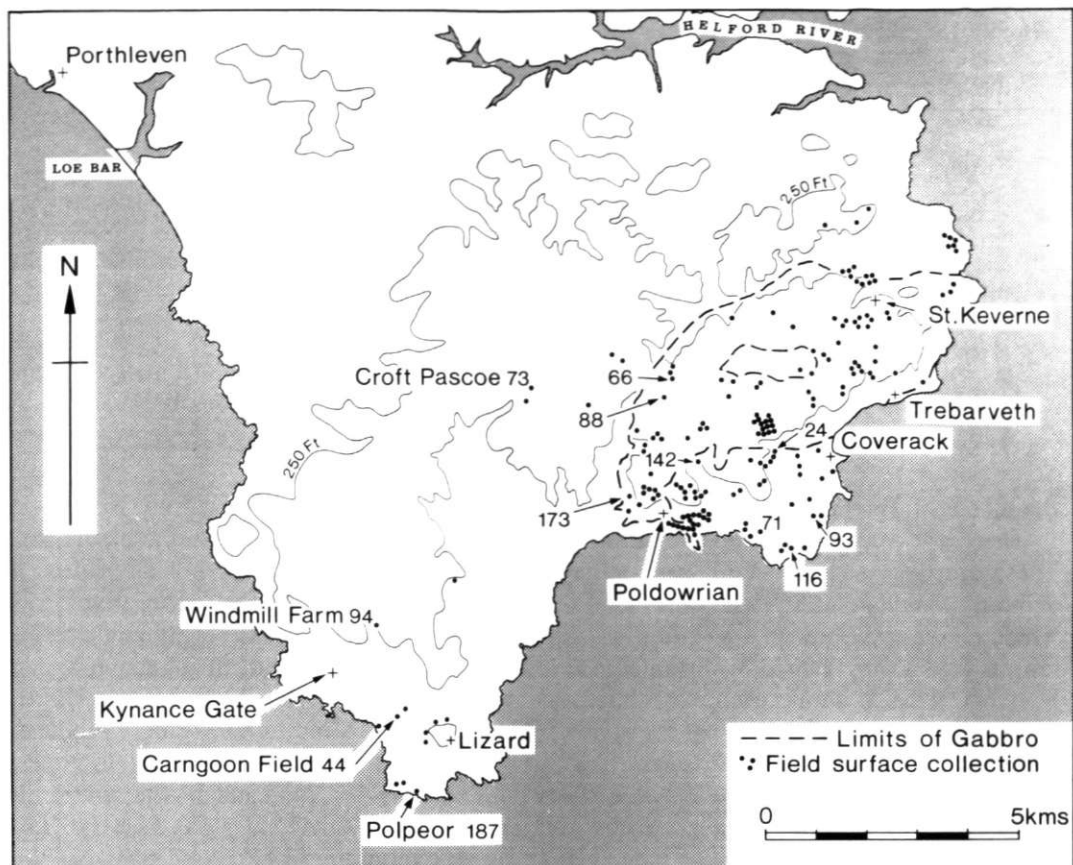 HELFORD RIVER
Porthleven
LOE BAR
250 Ft
N
St.Keverne
Croft Pascoe 73
66
88
Trebarveth
24
Coverack
250 Ft
142
173
71
93
116
Poldowrian
Windmill Farm 94
Kynance Gate
Lizard
Carngoon Field 44
Polpeor 187
Limits of Gabbro
Field surface collection
0 5kms